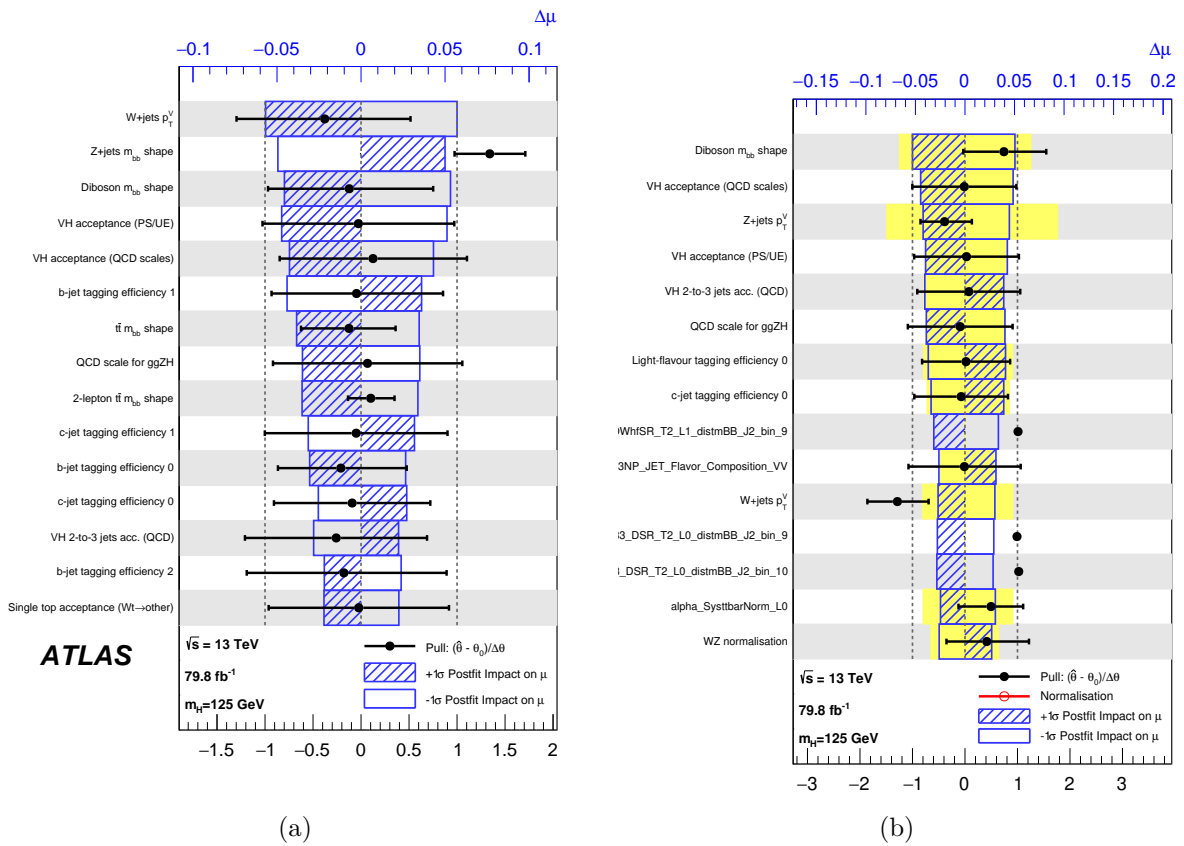 Δμ
−0.1 −0.05 0 0.05 0.1
W+jets p_T^V
Z+jets m_bb shape
Diboson m_bb shape
VH acceptance (PS/UE)
VH acceptance (QCD scales)
b-jet tagging efficiency 1
tt̄ m_bb shape
QCD scale for ggZH
2-lepton tt̄ m_bb shape
c-jet tagging efficiency 1
b-jet tagging efficiency 0
c-jet tagging efficiency 0
VH 2-to-3 jets acc. (QCD)
b-jet tagging efficiency 2
Single top acceptance (Wt→other)
ATLAS
√s = 13 TeV
79.8 fb⁻¹
m_H=125 GeV
Pull: (θ̂ - θ₀)/Δθ
+1σ Postfit Impact on μ
-1σ Postfit Impact on μ
−1.5 −1 −0.5 0 0.5 1 1.5 2
(a)
Δμ
−0.15 −0.1 −0.05 0 0.05 0.1 0.15 0.2
Diboson m_bb shape
VH acceptance (QCD scales)
Z+jets p_T^V
VH acceptance (PS/UE)
VH 2-to-3 jets acc. (QCD)
QCD scale for ggZH
Light-flavour tagging efficiency 0
c-jet tagging efficiency 0
WhfSR_T2_L1_distmBB_J2_bin_9
3NP_JET_Flavor_Composition_VV
W+jets p_T^V
3_DSR_T2_L0_distmBB_J2_bin_9
_DSR_T2_L0_distmBB_J2_bin_10
alpha_SysttbarNorm_L0
WZ normalisation
√s = 13 TeV
79.8 fb⁻¹
m_H=125 GeV
Pull: (θ̂ - θ₀)/Δθ
Normalisation
+1σ Postfit Impact on μ
-1σ Postfit Impact on μ
−3 −2 −1 0 1 2 3
(b)